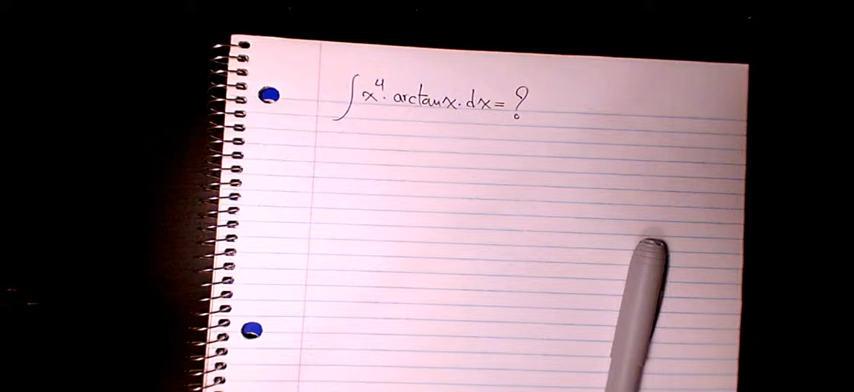 ∫ x⁴ · arctanx · dx = ?